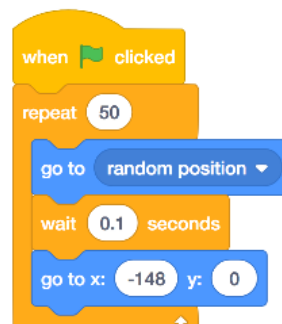 when clicked
repeat 50
go to random position
wait 0.1 seconds
go to x: -148 y: 0